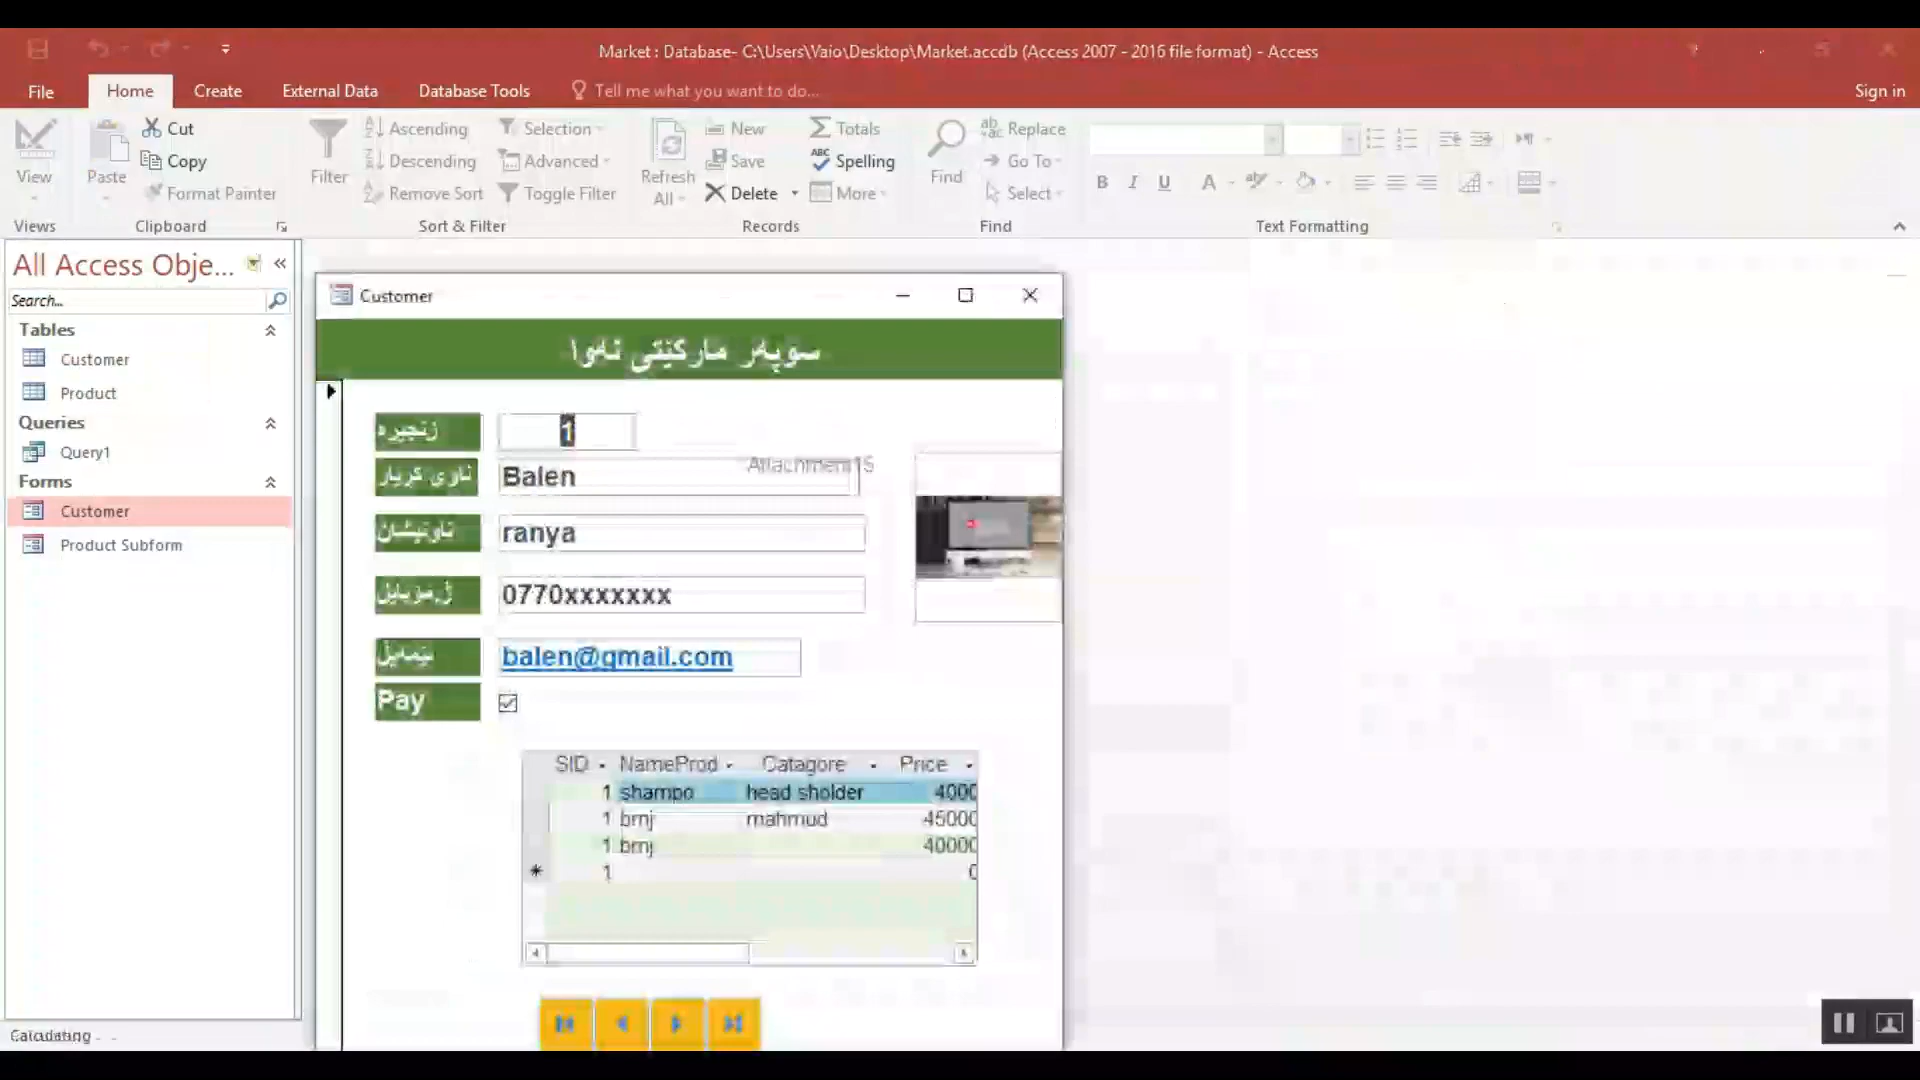 Market : Database- C:\Users\Vaio\Desktop\Market.accdb (Access 2007 - 2016 file format) - Access
File Home Create External Data Database Tools Tell me what you want to do... Sign in
View
Views
Paste
Cut
Copy
Format Painter
Clipboard
Filter
Ascending
Descending
Remove Sort
Selection
Advanced
Toggle Filter
Sort & Filter
Refresh
All
New
Save
Delete
Totals
Spelling
More
Records
Find
Replace
Go To
Select
Find
B I U A
Text Formatting
All Access Obje...
Search...
Tables
Customer
Product
Queries
Query1
Forms
Customer
Product Subform
Customer
سوپەر مارکێتی نەوا
زنجیرە 1
ناوی کڕیار Balen
Attachment15
ناونیشان ranya
ژ.مۆبایل 0770xxxxxxx
ئیمەیڵ balen@gmail.com
Pay
SID NameProd Catagore Price
1 shampo head sholder 4000
1 brnj mahmud 45000
1 brnj 40000
* 1 0
Calculating...